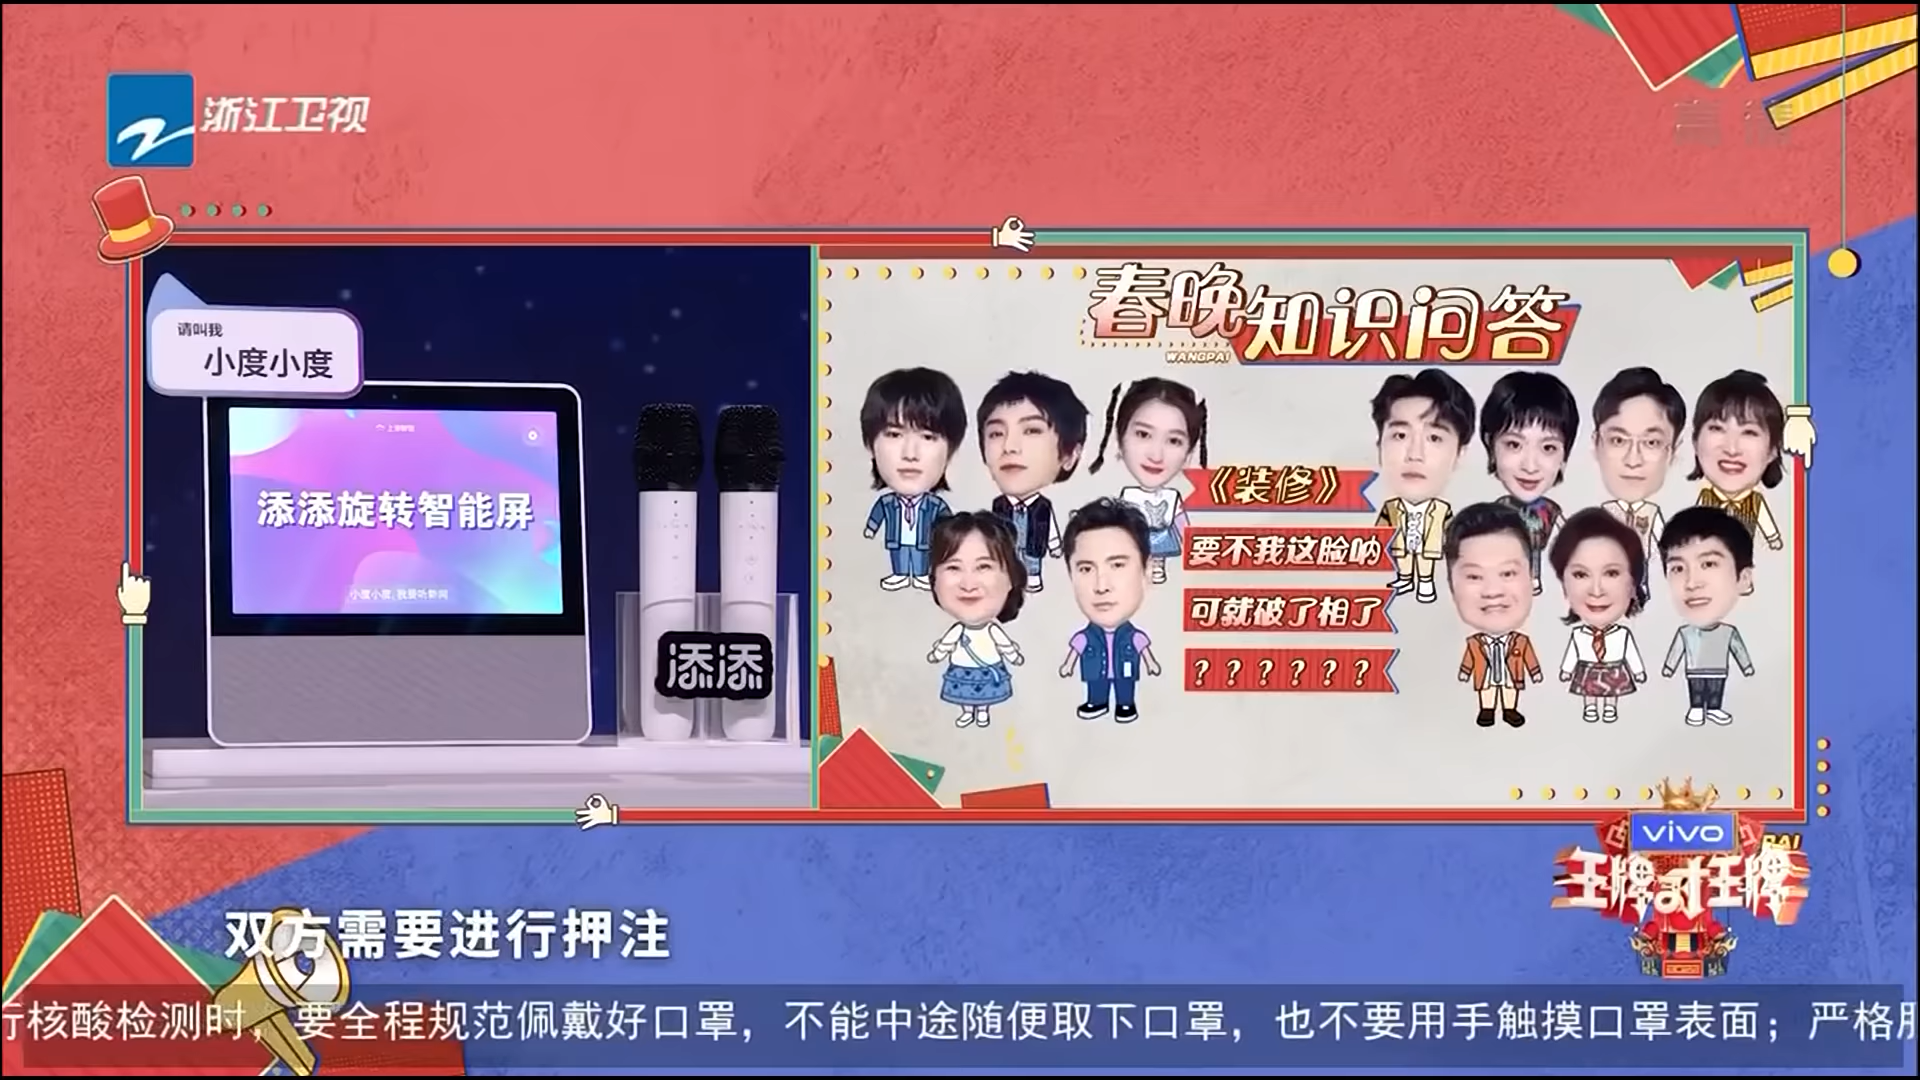 浙江卫视
请叫我
小度小度
添添旋转智能屏
小度小度，我要听新闻
添添
春晚知识问答
WANGPAI
《装修》
要不我这脸呐
可就破了相了
? ? ? ? ? ?
vivo
王牌对王牌
双方需要进行押注
行核酸检测时，要全程规范佩戴好口罩，不能中途随便取下口罩，也不要用手触摸口罩表面；严格